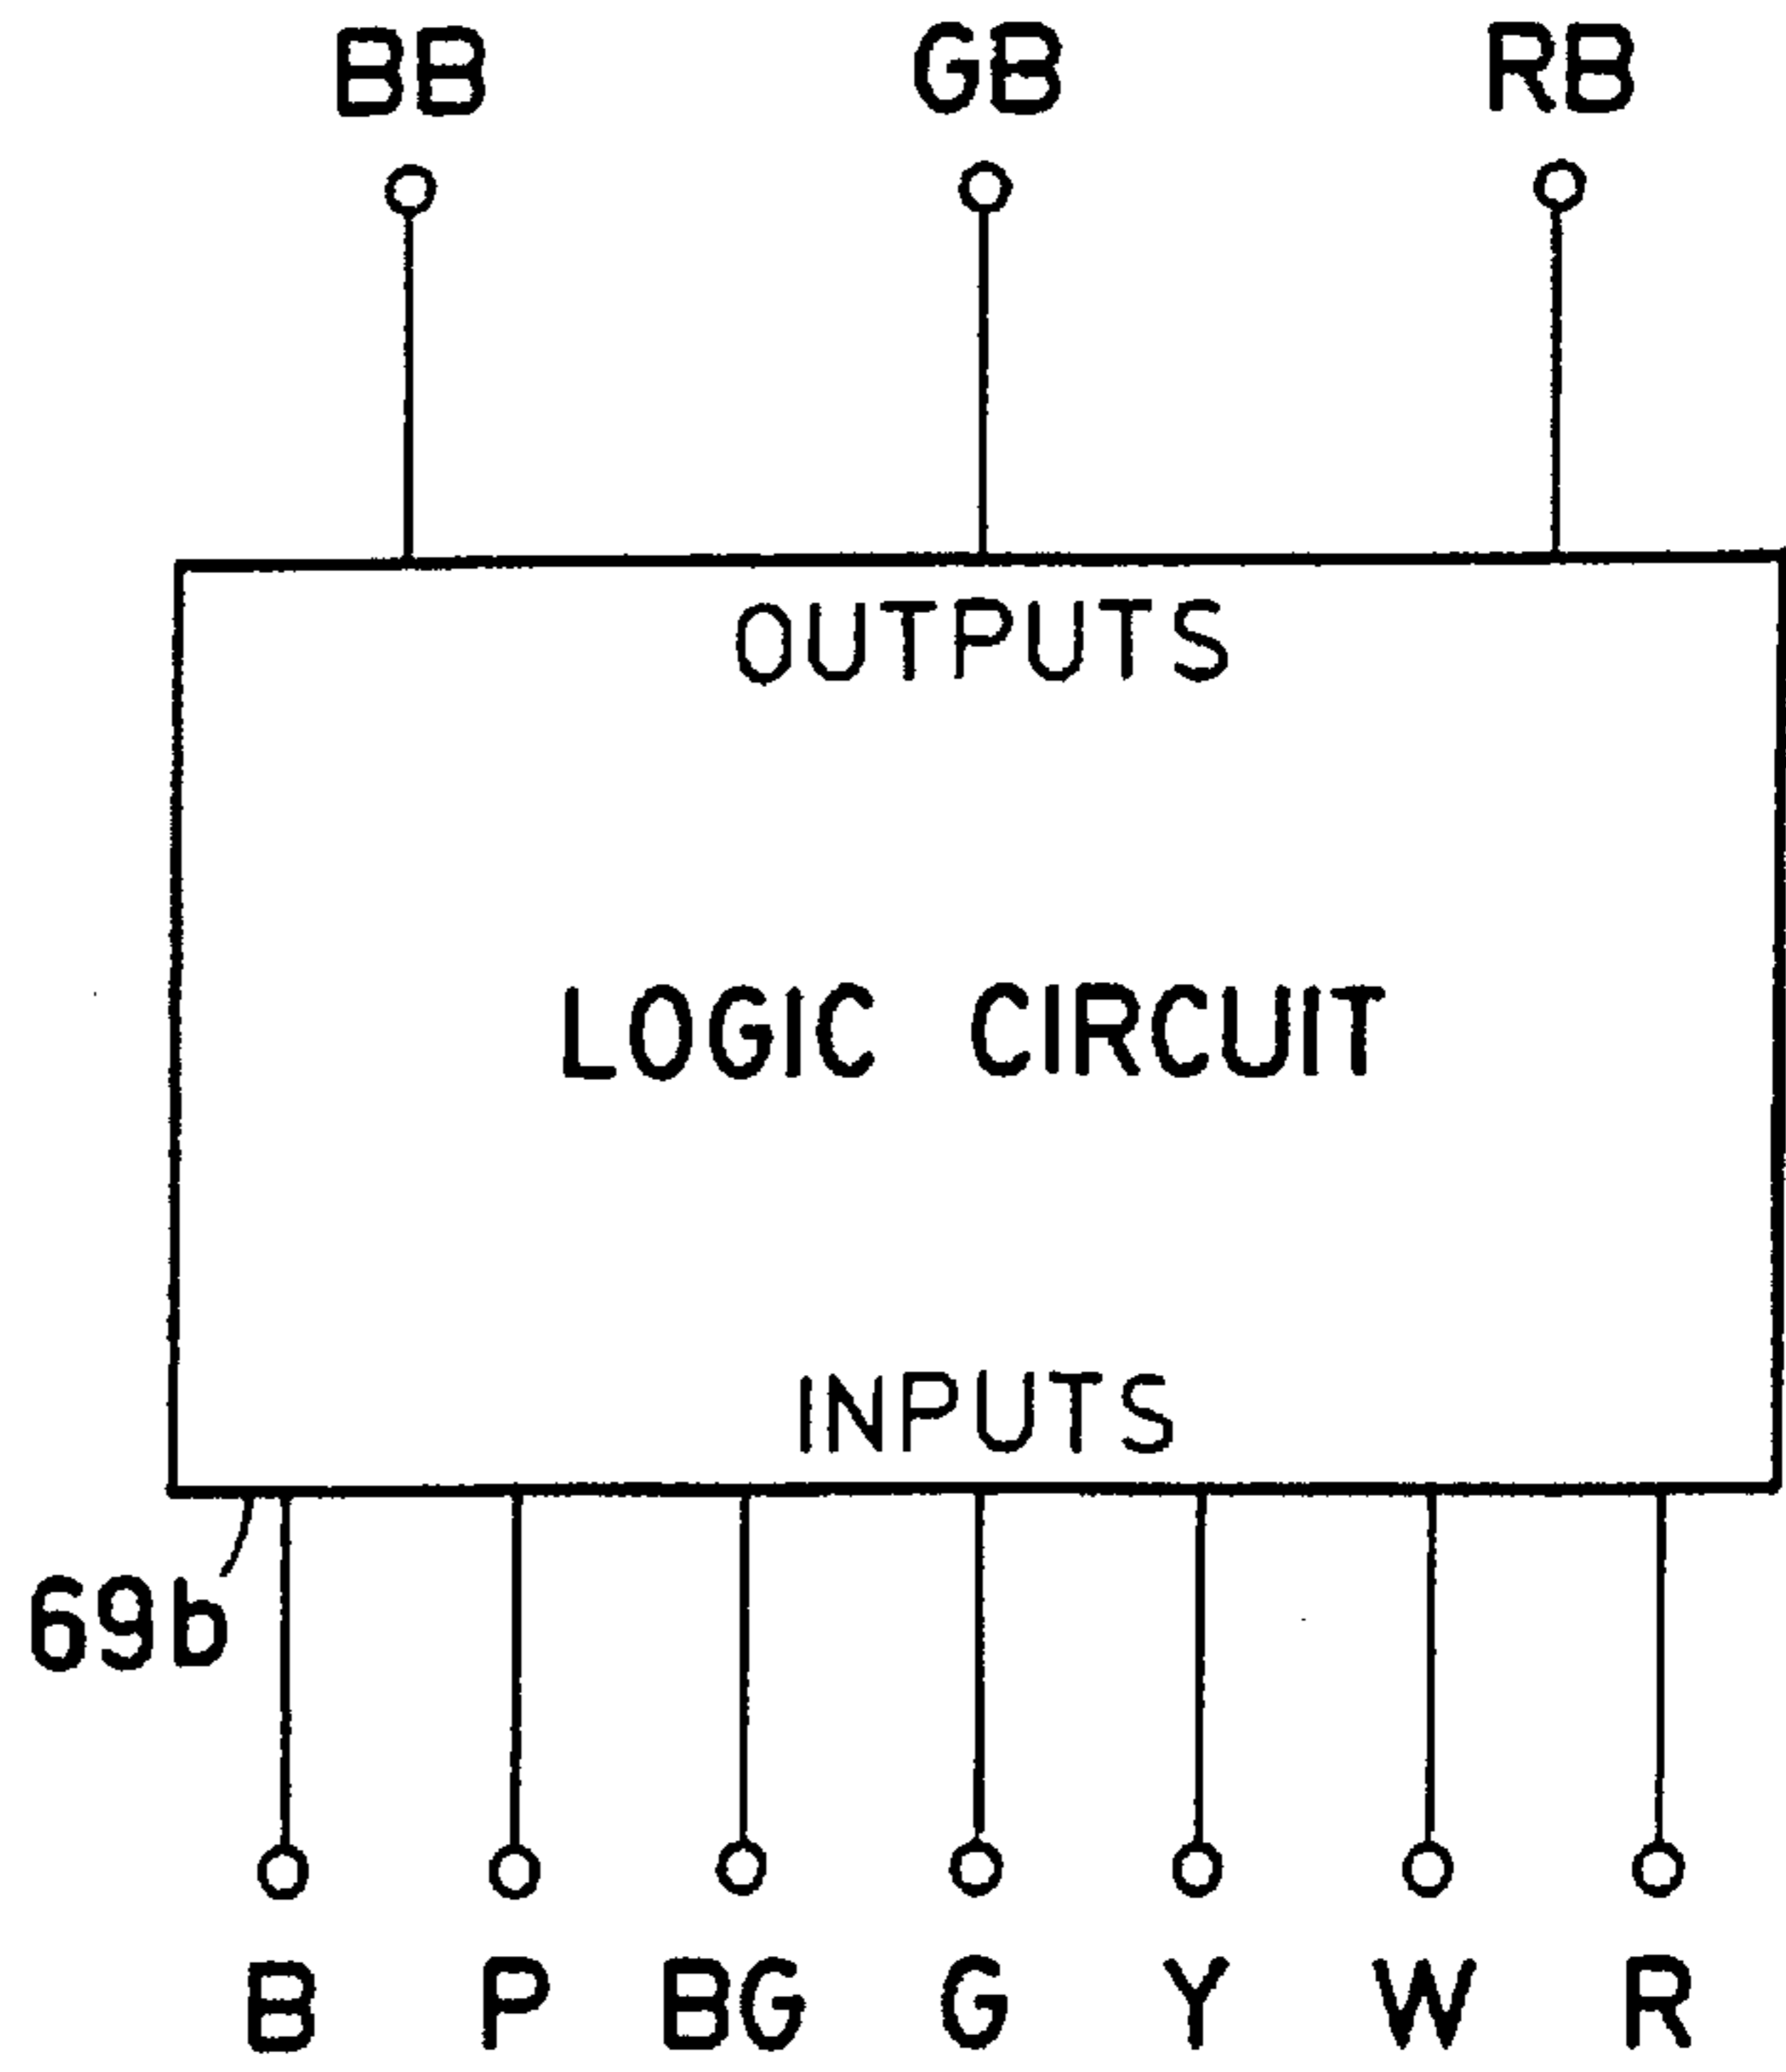 BB GB RB
OUTPUTS
LOGIC CIRCUIT
INPUTS
69b
B P BG G Y W R